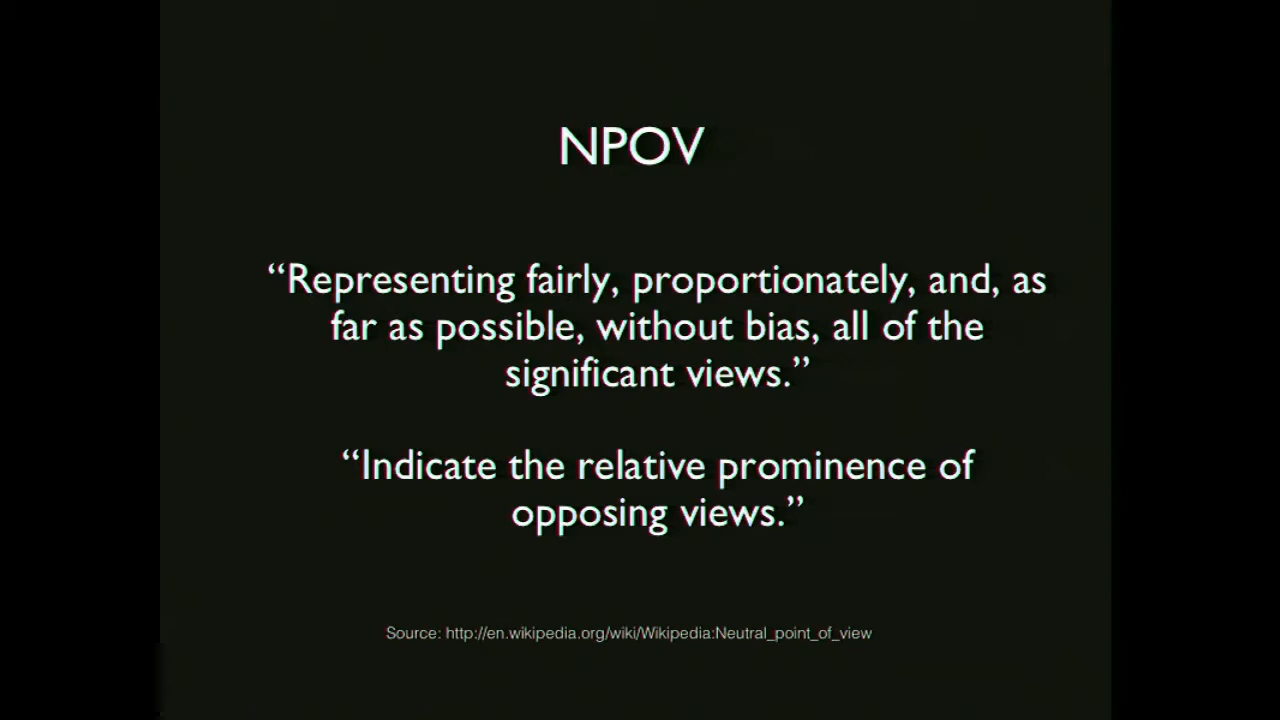 NPOV
“Representing fairly, proportionately, and, as
far as possible, without bias, all of the
significant views.”
“Indicate the relative prominence of
opposing views.”
Source: http://en.wikipedia.org/wiki/Wikipedia:Neutral_point_of_view